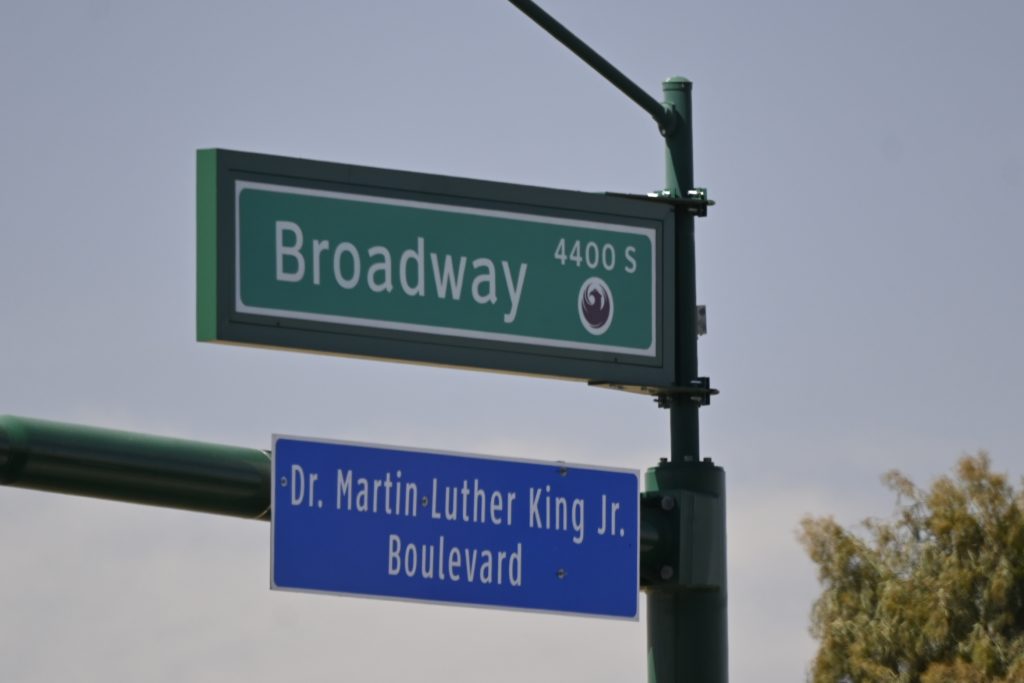 Broadway
4400 S
Dr. Martin Luther King Jr.
Boulevard